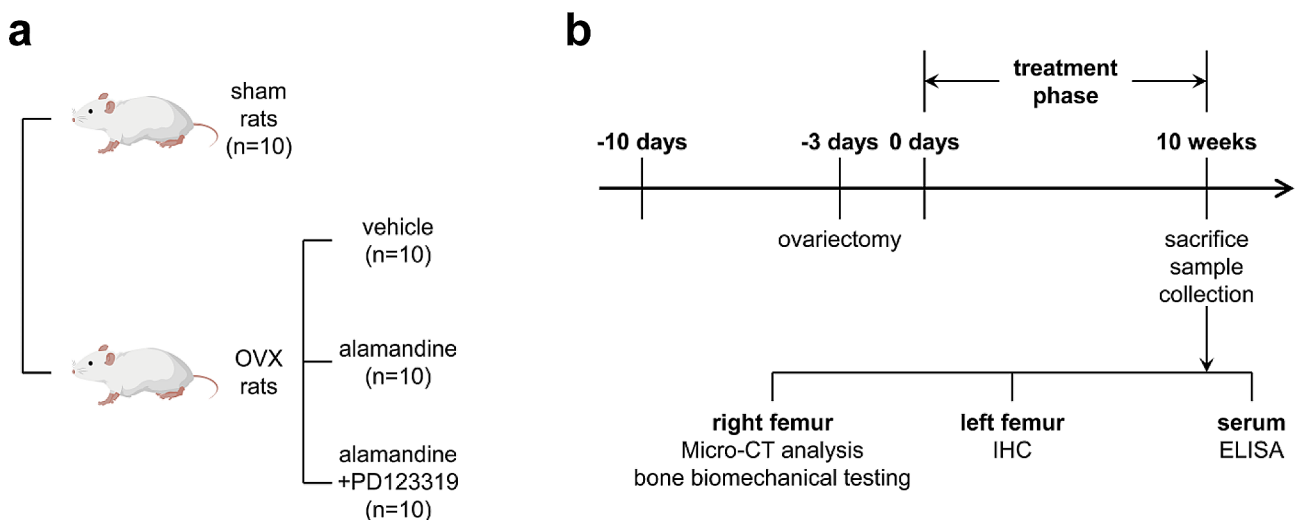 a
sham
rats
(n=10)
vehicle
(n=10)
OVX
rats
alamandine
(n=10)
alamandine
+PD123319
(n=10)
b
treatment
phase
-10 days
-3 days
0 days
10 weeks
ovariectomy
sacrifice
sample
collection
right femur
Micro-CT analysis
bone biomechanical testing
left femur
IHC
serum
ELISA